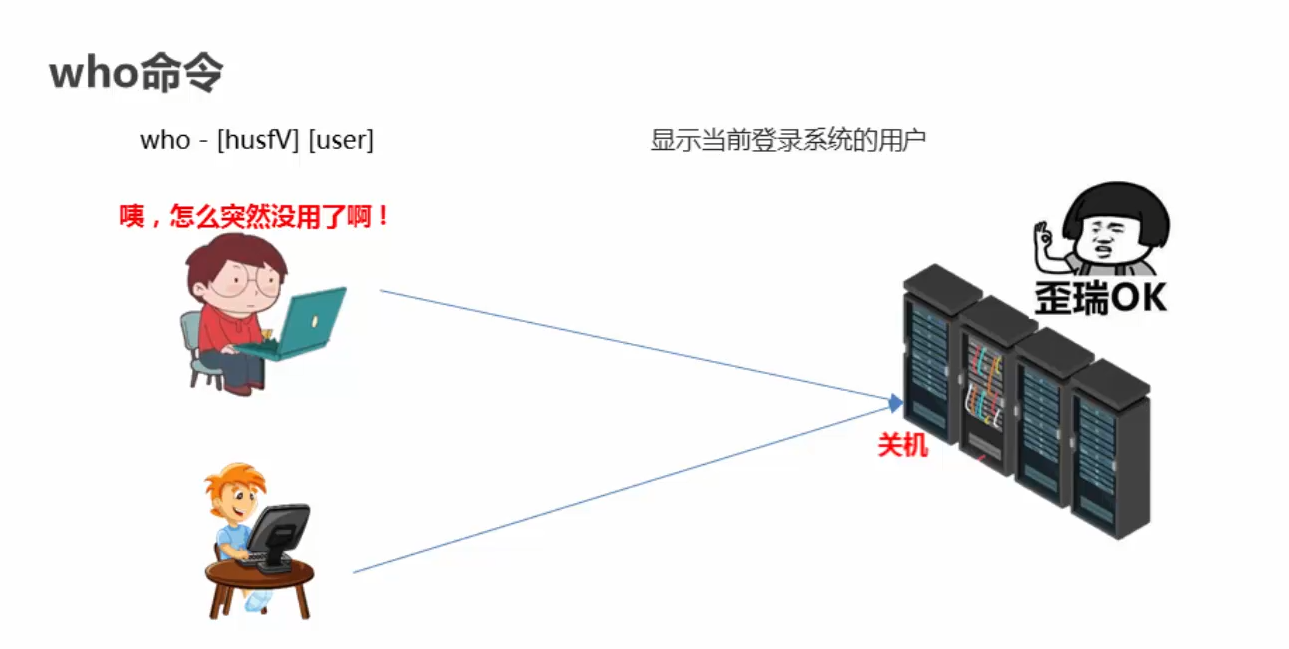 who命令
who - [husfV] [user]
显示当前登录系统的用户
咦，怎么突然没用了啊！
歪瑞OK
关机